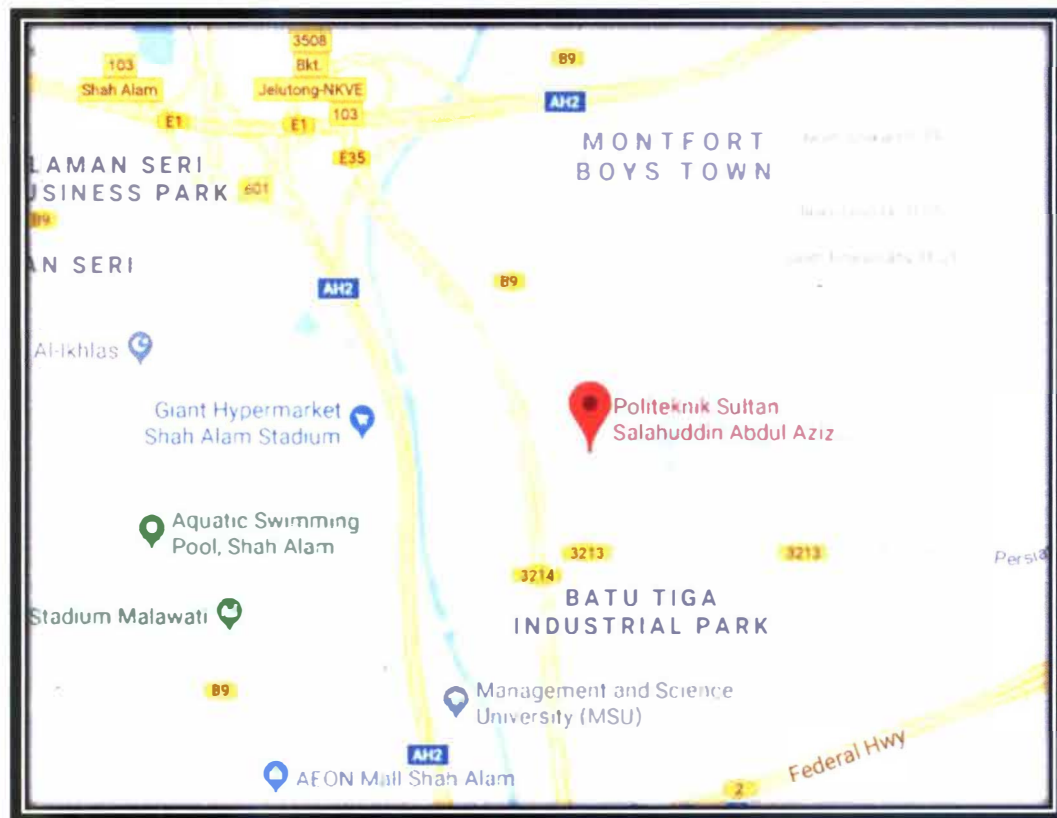 3508
Bkt.
Jelutong-NKVE
103
103
Shah Alam
B9
AH2
E1
E1
E35
MONTFORT
BOYS TOWN
LAMAN SERI
USINESS PARK
601
B9
AN SERI
AH2
B9
Al-Ikhlas
Giant Hypermarket
Shah Alam Stadium
Politeknik Sultan
Salahuddin Abdul Aziz
Aquatic Swimming
Pool, Shah Alam
3213
3213
Persia
3214
BATU TIGA
INDUSTRIAL PARK
Stadium Malawati
B9
Management and Science
University (MSU)
AH2
Federal Hwy
AEON Mall Shah Alam
2